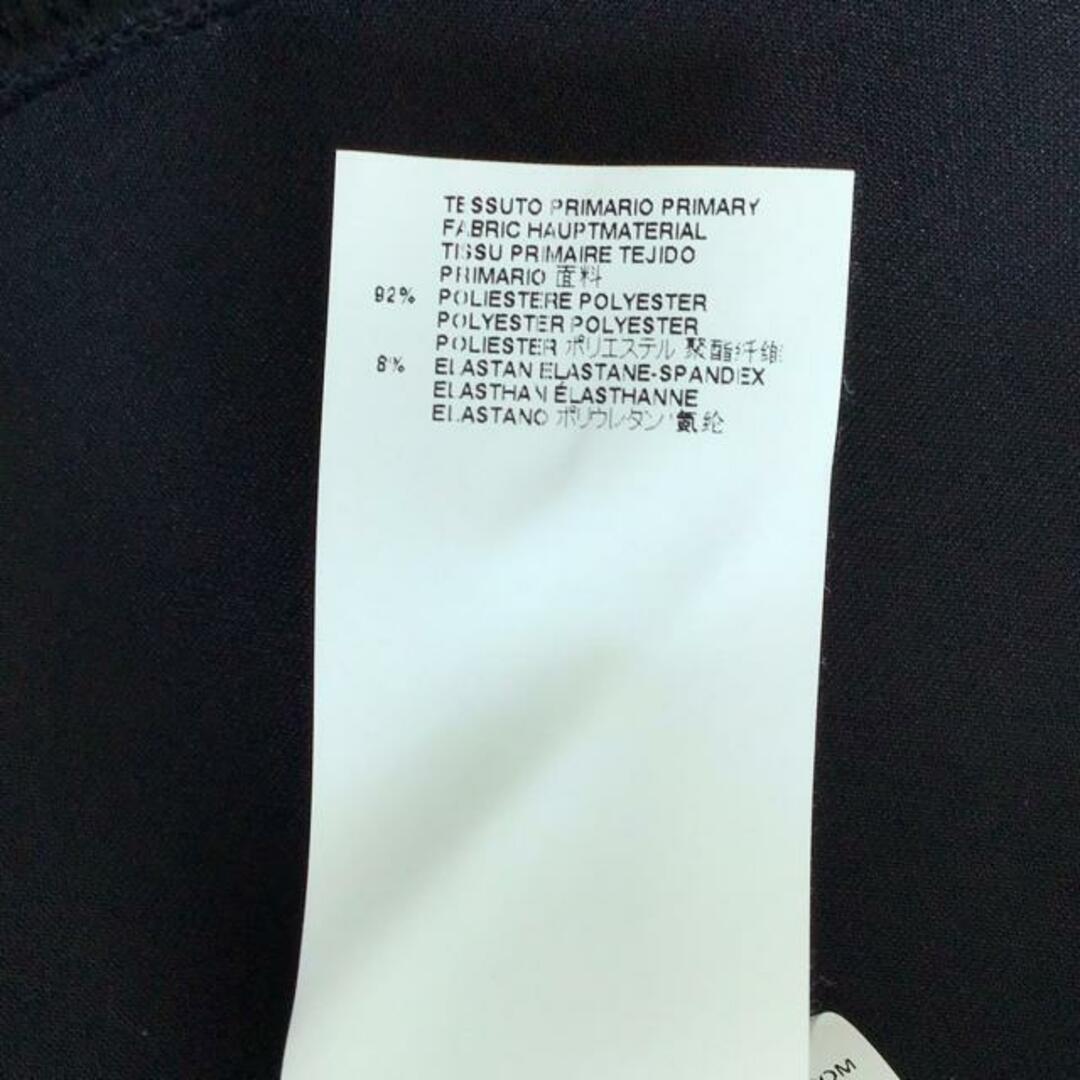 TESSUTO PRIMARIO PRIMARY
FABRIC HAUPTMATERIAL
TISSU PRIMAIRE TEJIDO
PRIMARIO 面料
92% POLIESTERE POLYESTER
POLYESTER POLYESTER
POLIESTER ポリエステル 聚酯纤维
8% ELASTAN ELASTANE-SPANDEX
ELASTHAN ÉLASTHANNE
ELASTANO ポリウレタン 氨纶